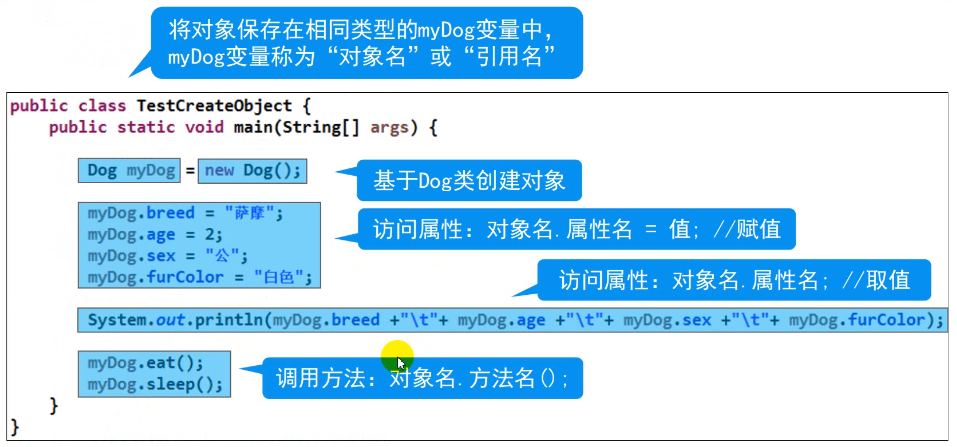 将对象保存在相同类型的myDog变量中，
myDog变量称为“对象名”或“引用名”
public class TestCreateObject {
public static void main(String[] args) {
Dog myDog = new Dog();
基于Dog类创建对象
myDog.breed = "萨摩";
myDog.age = 2;
myDog.sex = "公";
myDog.furColor = "白色";
访问属性：对象名.属性名 = 值; //赋值
访问属性：对象名.属性名; //取值
System.out.println(myDog.breed +"\t"+ myDog.age +"\t"+ myDog.sex +"\t"+ myDog.furColor);
myDog.eat();
myDog.sleep();
调用方法：对象名.方法名();
}
}